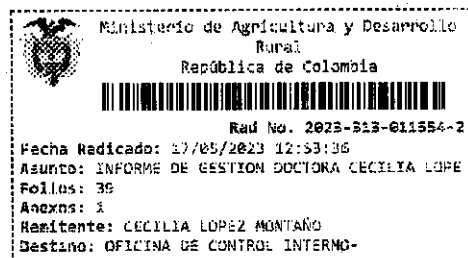 Ministerio de Agricultura y Desarrollo
Rural
República de Colombia
Rad No. 2023-313-011554-2
Fecha Radicado: 17/05/2023 12:53:36
Asunto: INFORME DE GESTION DOCTORA CECILIA LOPE
Folios: 39
Anexos: 1
Remitente: CECILIA LOPEZ MONTAÑO
Destino: OFICINA DE CONTROL INTERNO-